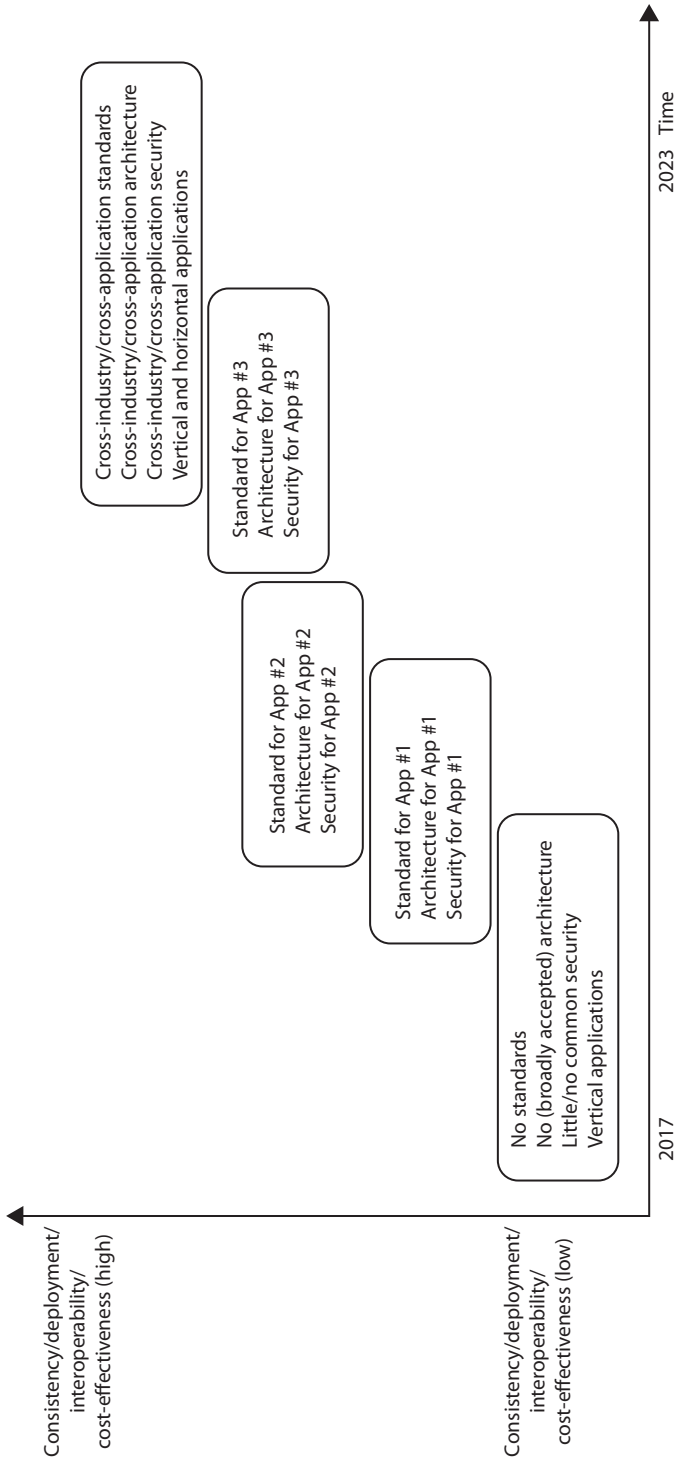 Consistency/deployment/
interoperability/
cost-effectiveness (high)
Cross-industry/cross-application standards
Cross-industry/cross-application architecture
Cross-industry/cross-application security
Vertical and horizontal applications
Standard for App #3
Architecture for App #3
Security for App #3
Standard for App #2
Architecture for App #2
Security for App #2
Standard for App #1
Architecture for App #1
Security for App #1
Consistency/deployment/
interoperability/
cost-effectiveness (low)
No standards
No (broadly accepted) architecture
Little/no common security
Vertical applications
2017
2023 Time